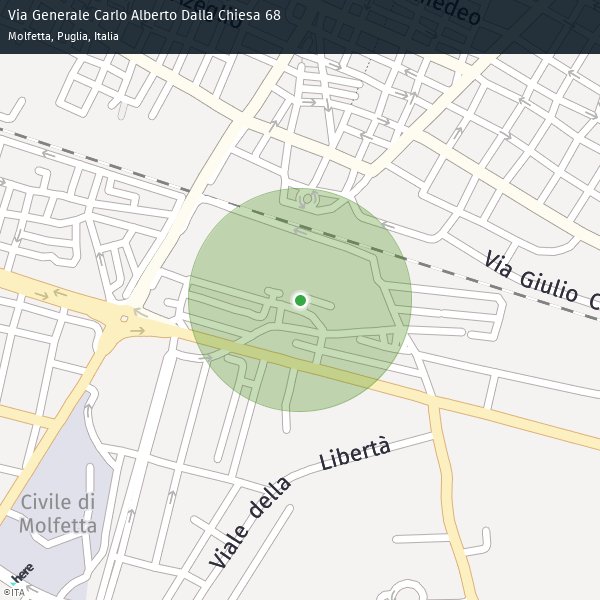 Via Generale Carlo Alberto Dalla Chiesa 68
Molfetta, Puglia, Italia
Via Giulio C
Libertà
Viale della
Civile di
Molfetta
here
©ITA